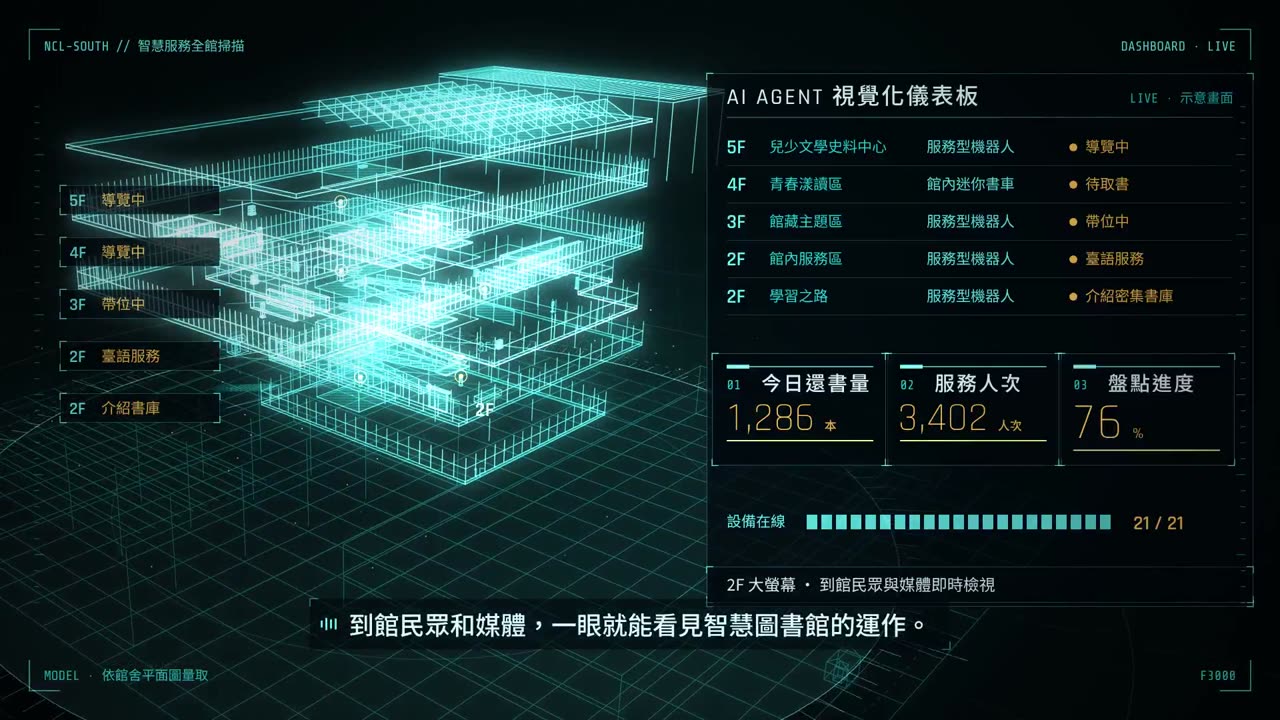 NCL-SOUTH // 智慧服務全館掃描
DASHBOARD · LIVE
5F 導覽中
4F 導覽中
3F 帶位中
2F 臺語服務
2F 介紹書庫
3F
2F
AI AGENT 視覺化儀表板
LIVE · 示意畫面
5F 兒少文學史料中心 服務型機器人 導覽中
4F 青春漾讀區 館內迷你書車 待取書
3F 館藏主題區 服務型機器人 帶位中
2F 館內服務區 服務型機器人 臺語服務
2F 學習之路 服務型機器人 介紹密集書庫
01 今日還書量
1,286 本
02 服務人次
3,402 人次
03 盤點進度
76 %
設備在線 21 / 21
2F 大螢幕 · 到館民眾與媒體即時檢視
到館民眾和媒體，一眼就能看見智慧圖書館的運作。
MODEL · 依館舍平面圖量取
F3000